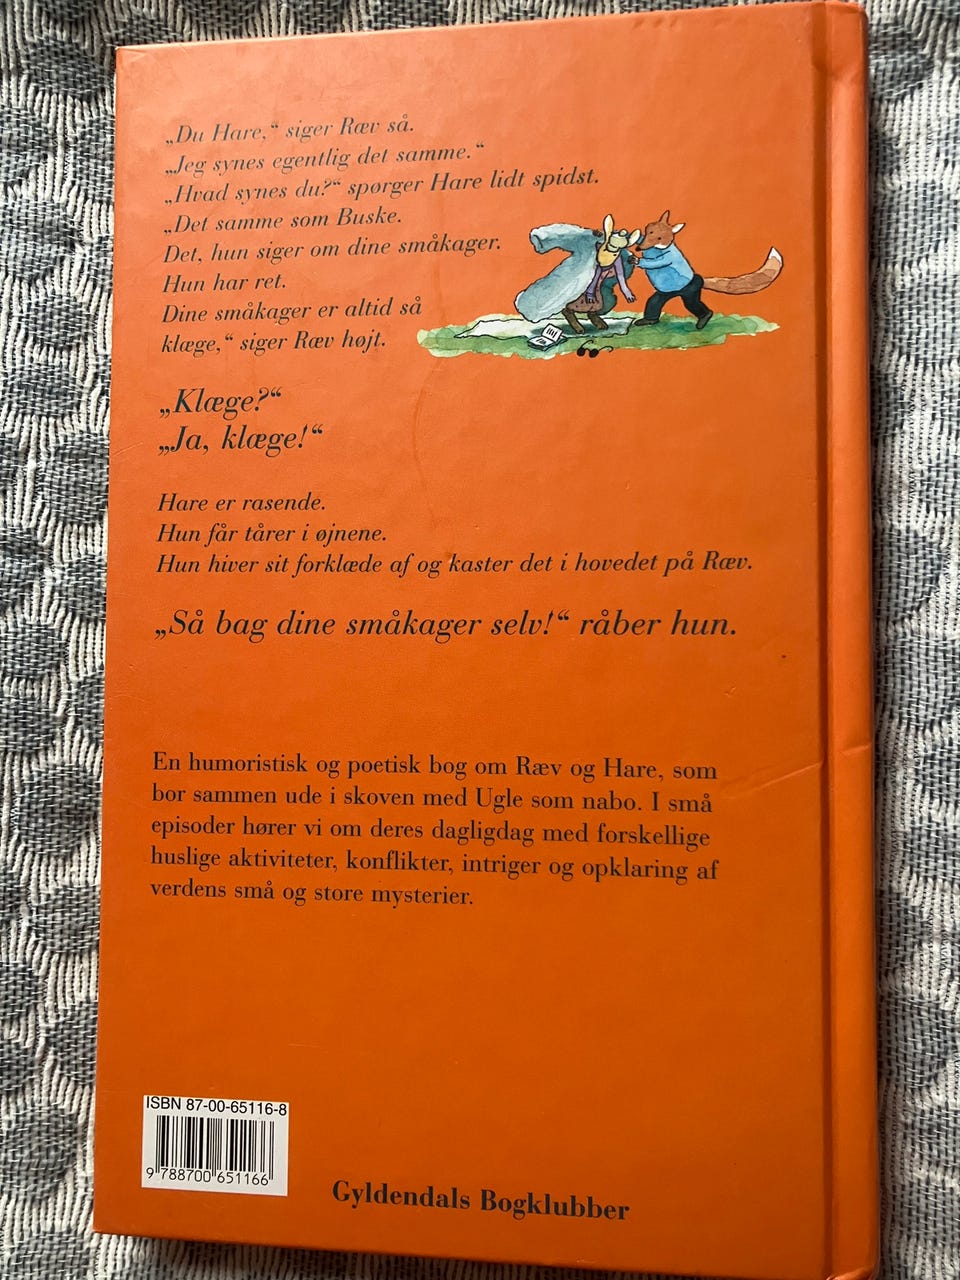 „Du Hare,“ siger Ræv så.
„Jeg synes egentlig det samme.“
„Hvad synes du?“ spørger Hare lidt spidst.
„Det samme som Buske.
Det, hun siger om dine småkager.
Hun har ret.
Dine småkager er altid så
klæge,“ siger Ræv højt.
„Klæge?“
„Ja, klæge!“
Hare er rasende.
Hun får tårer i øjnene.
Hun hiver sit forklæde af og kaster det i hovedet på Ræv.
„Så bag dine småkager selv!“ råber hun.
En humoristisk og poetisk bog om Ræv og Hare, som
bor sammen ude i skoven med Ugle som nabo. I små
episoder hører vi om deres dagligdag med forskellige
huslige aktiviteter, konflikter, intriger og opklaring af
verdens små og store mysterier.
ISBN 87-00-65116-8
9 788700 651166
Gyldendals Bogklubber